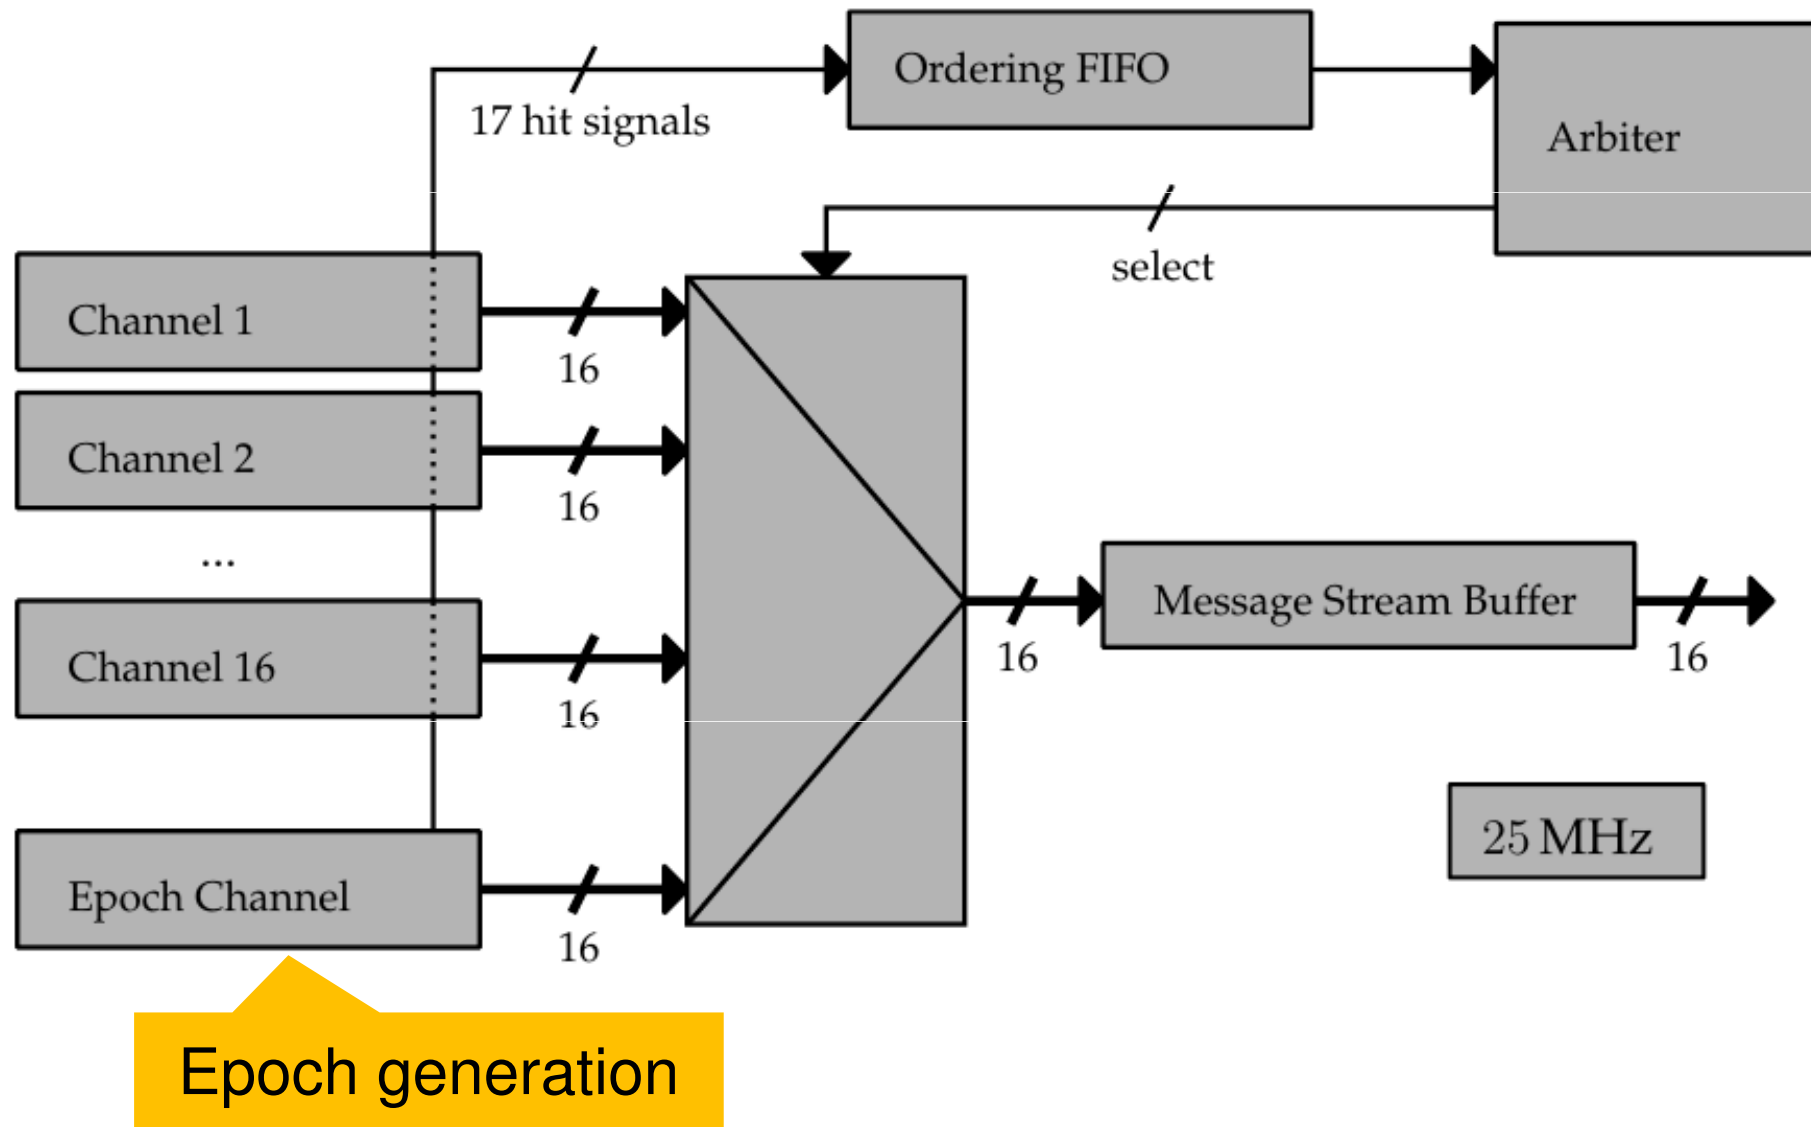 Ordering FIFO
17 hit signals
Arbiter
select
Channel 1
16
Channel 2
16
...
Channel 16
16
Message Stream Buffer
16
16
25 MHz
Epoch Channel
16
Epoch generation